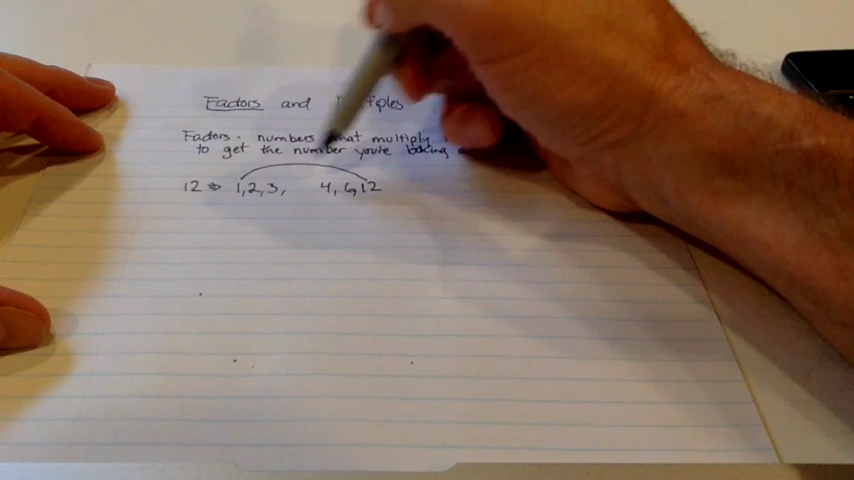 Factors and
Factors - numbers that multiply
to get the number you're
12 => 1, 2, 3, 4, 6, 12